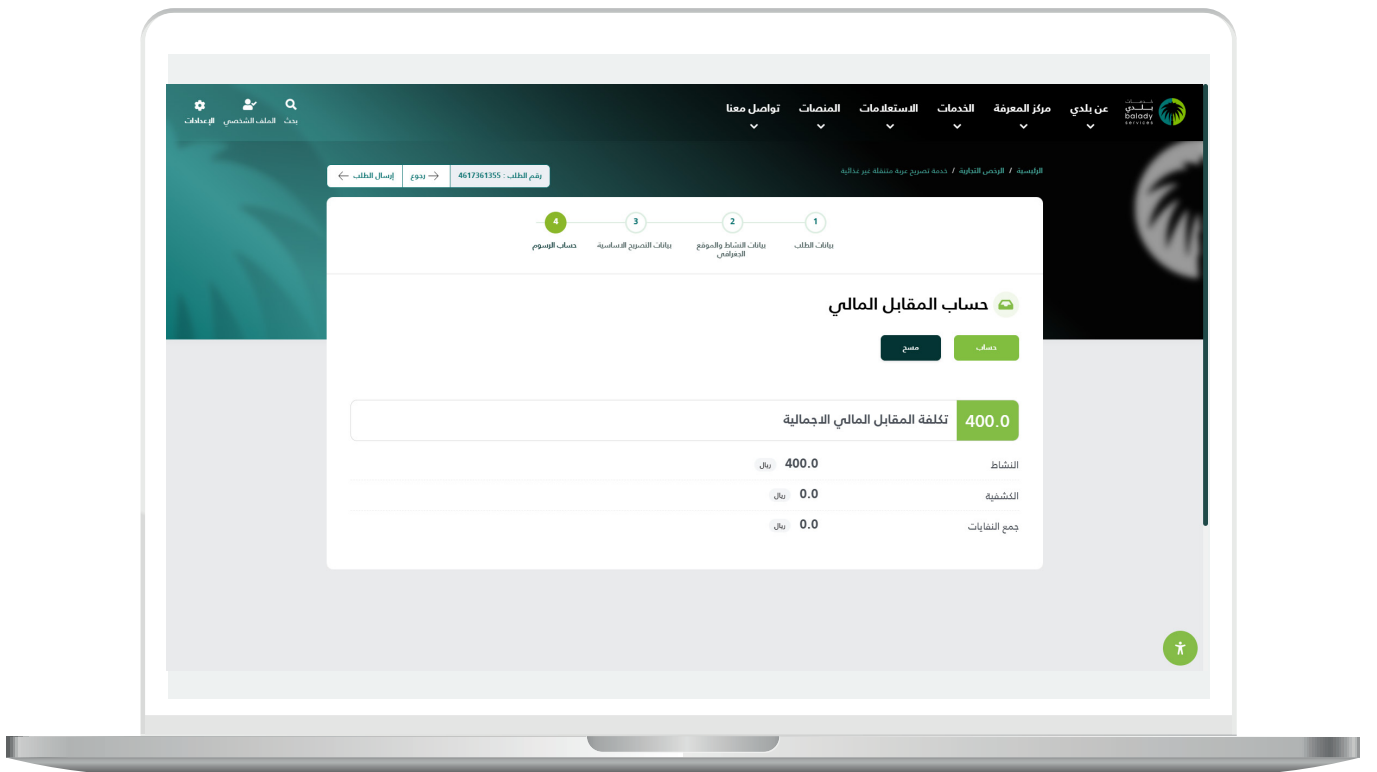 خدمات
بلدي
balady
services
عن بلدي
مركز المعرفة
الخدمات
الاستعلامات
المنصات
تواصل معنا
بحث
الملف الشخصي
الإعدادات
الرئيسية / الرخص التجارية / خدمة تصريح عربة متنقلة غير غذائية
رقم الطلب : 4617361355
رجوع
إرسال الطلب
1
2
3
4
بيانات الطلب
بيانات النشاط والموقع
الجغرافي
بيانات التصريح الاساسية
حساب الرسوم
حساب المقابل المالي
حساب
مسح
400.0 تكلفة المقابل المالي الاجمالية
النشاط 400.0 ريال
الكشفية 0.0 ريال
جمع النفايات 0.0 ريال